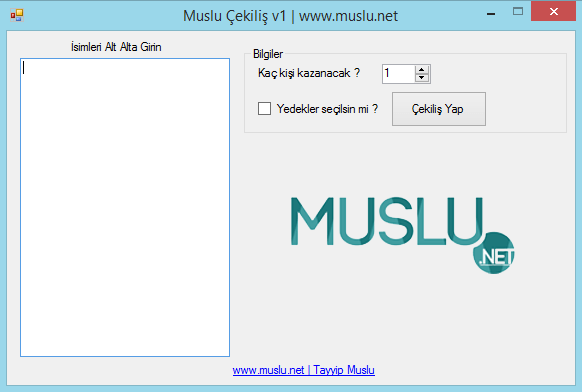 Muslu Çekiliş v1 | www.muslu.net
İsimleri Alt Alta Girin
Bilgiler
Kaç kişi kazanacak ?
1
Yedekler seçilsin mi ?
Çekiliş Yap
MUSLU
.NET
www.muslu.net | Tayyip Muslu